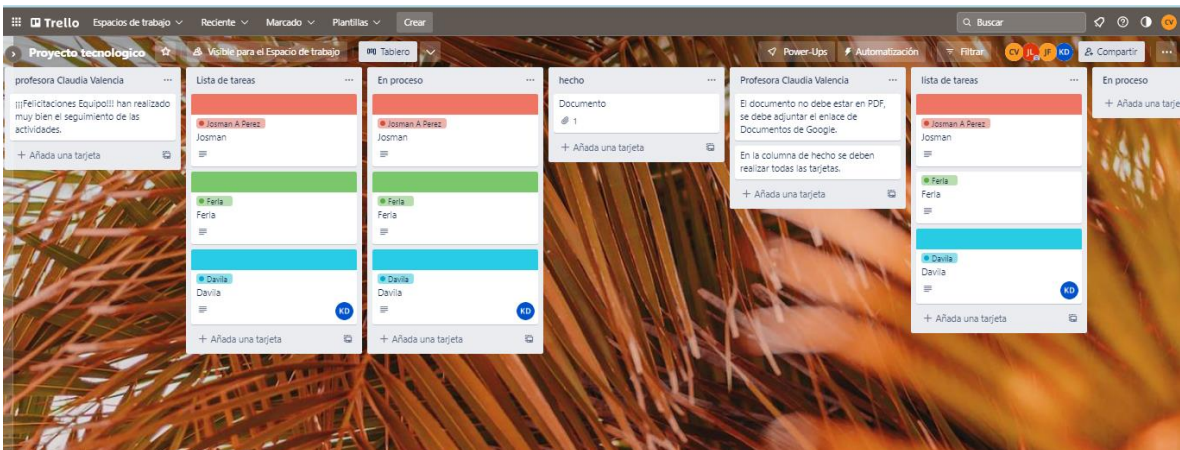 Trello Espacios de trabajo Reciente Marcado Plantillas Crear Buscar CV
Proyecto tecnologico Visible para el Espacio de trabajo Tablero Power-Ups Automatización Filtrar CV JL JF KD Compartir
profesora Claudia Valencia
¡¡¡Felicitaciones Equipo!!! han realizado
muy bien el seguimiento de las
actividades.
+ Añada una tarjeta
Lista de tareas
Josman A Perez
Josman
Feria
Feria
Davila
Davila
KD
+ Añada una tarjeta
En proceso
Josman A Perez
Josman
Feria
Feria
Davila
Davila
KD
+ Añada una tarjeta
hecho
Documento
1
+ Añada una tarjeta
Profesora Claudia Valencia
El documento no debe estar en PDF,
se debe adjuntar el enlace de
Documentos de Google.
En la columna de hecho se deben
realizar todas las tarjetas.
+ Añada una tarjeta
lista de tareas
Josman A Perez
Josman
Feria
Feria
Davila
Davila
KD
+ Añada una tarjeta
En proceso
+ Añada una tarje